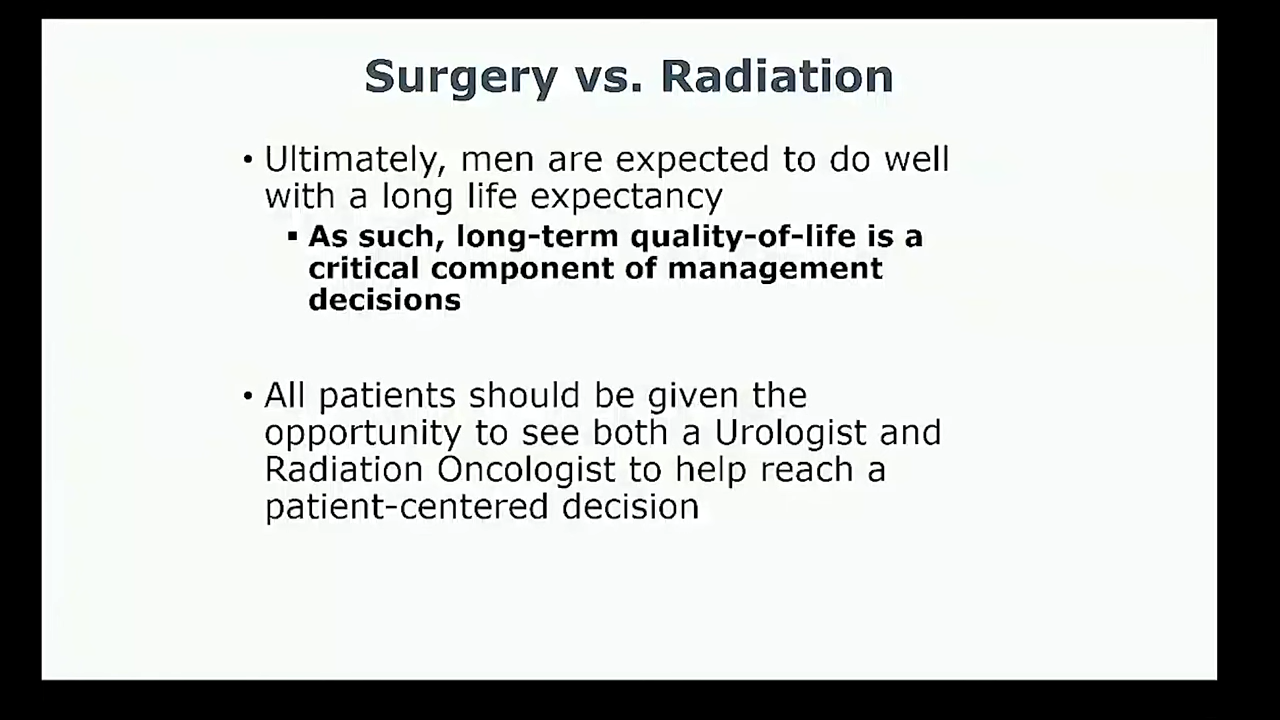 Surgery vs. Radiation
• Ultimately, men are expected to do well
with a long life expectancy
▪ As such, long-term quality-of-life is a
critical component of management
decisions
• All patients should be given the
opportunity to see both a Urologist and
Radiation Oncologist to help reach a
patient-centered decision